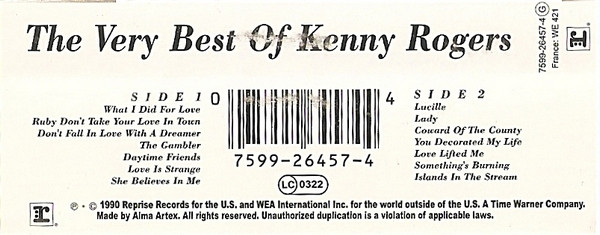 The Very Best Of Kenny Rogers
7599-26457-4 G
France: WE 421
r
SIDE 1
What I Did For Love
Ruby Don't Take Your Love In Town
Don't Fall In Love With A Dreamer
The Gambler
Daytime Friends
Love Is Strange
She Believes In Me
0 4
7599-26457-4
LC 0322
SIDE 2
Lucille
Lady
Coward Of The County
You Decorated My Life
Love Lifted Me
Something's Burning
Islands In The Stream
r
℗ · © 1990 Reprise Records for the U.S. and WEA International Inc. for the world outside of the U.S. A Time Warner Company.
Made by Alma Artex. All rights reserved. Unauthorized duplication is a violation of applicable laws.